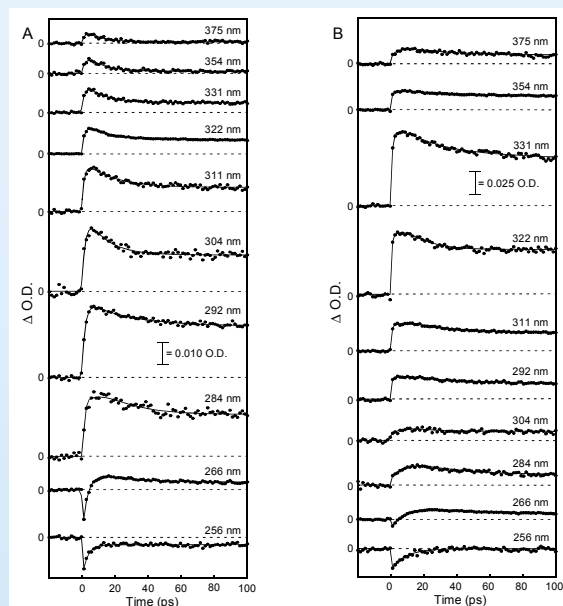 A
375 nm
0
354 nm
0
331 nm
0
322 nm
0
311 nm
0
304 nm
0
292 nm
= 0.010 O.D.
0
284 nm
0
266 nm
0
256 nm
0
Δ O.D.
-20 0 20 40 60 80 100
Time (ps)
B
375 nm
0
354 nm
0
331 nm
= 0.025 O.D.
0
322 nm
0
311 nm
0
292 nm
0
304 nm
0
284 nm
0
266 nm
0
256 nm
0
Δ O.D.
-20 0 20 40 60 80 100
Time (ps)